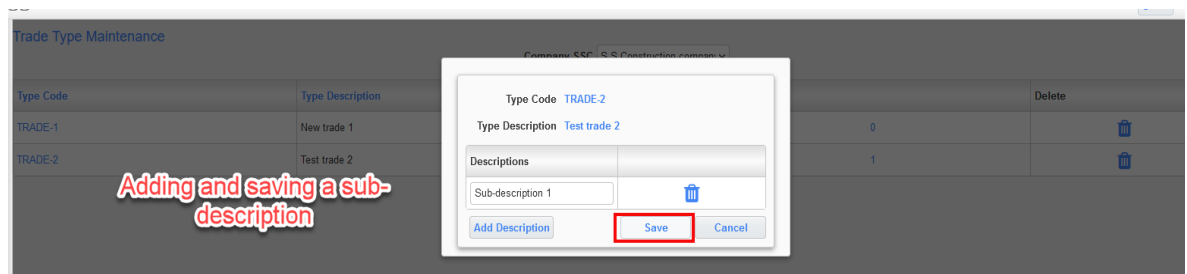 Trade Type Maintenance
Company SSC S S Construction company
Type Code Type Description Delete
TRADE-1 New trade 1 0
TRADE-2 Test trade 2 1
Adding and saving a sub-
description
Type Code TRADE-2
Type Description Test trade 2
Descriptions
Sub-description 1
Add Description Save Cancel